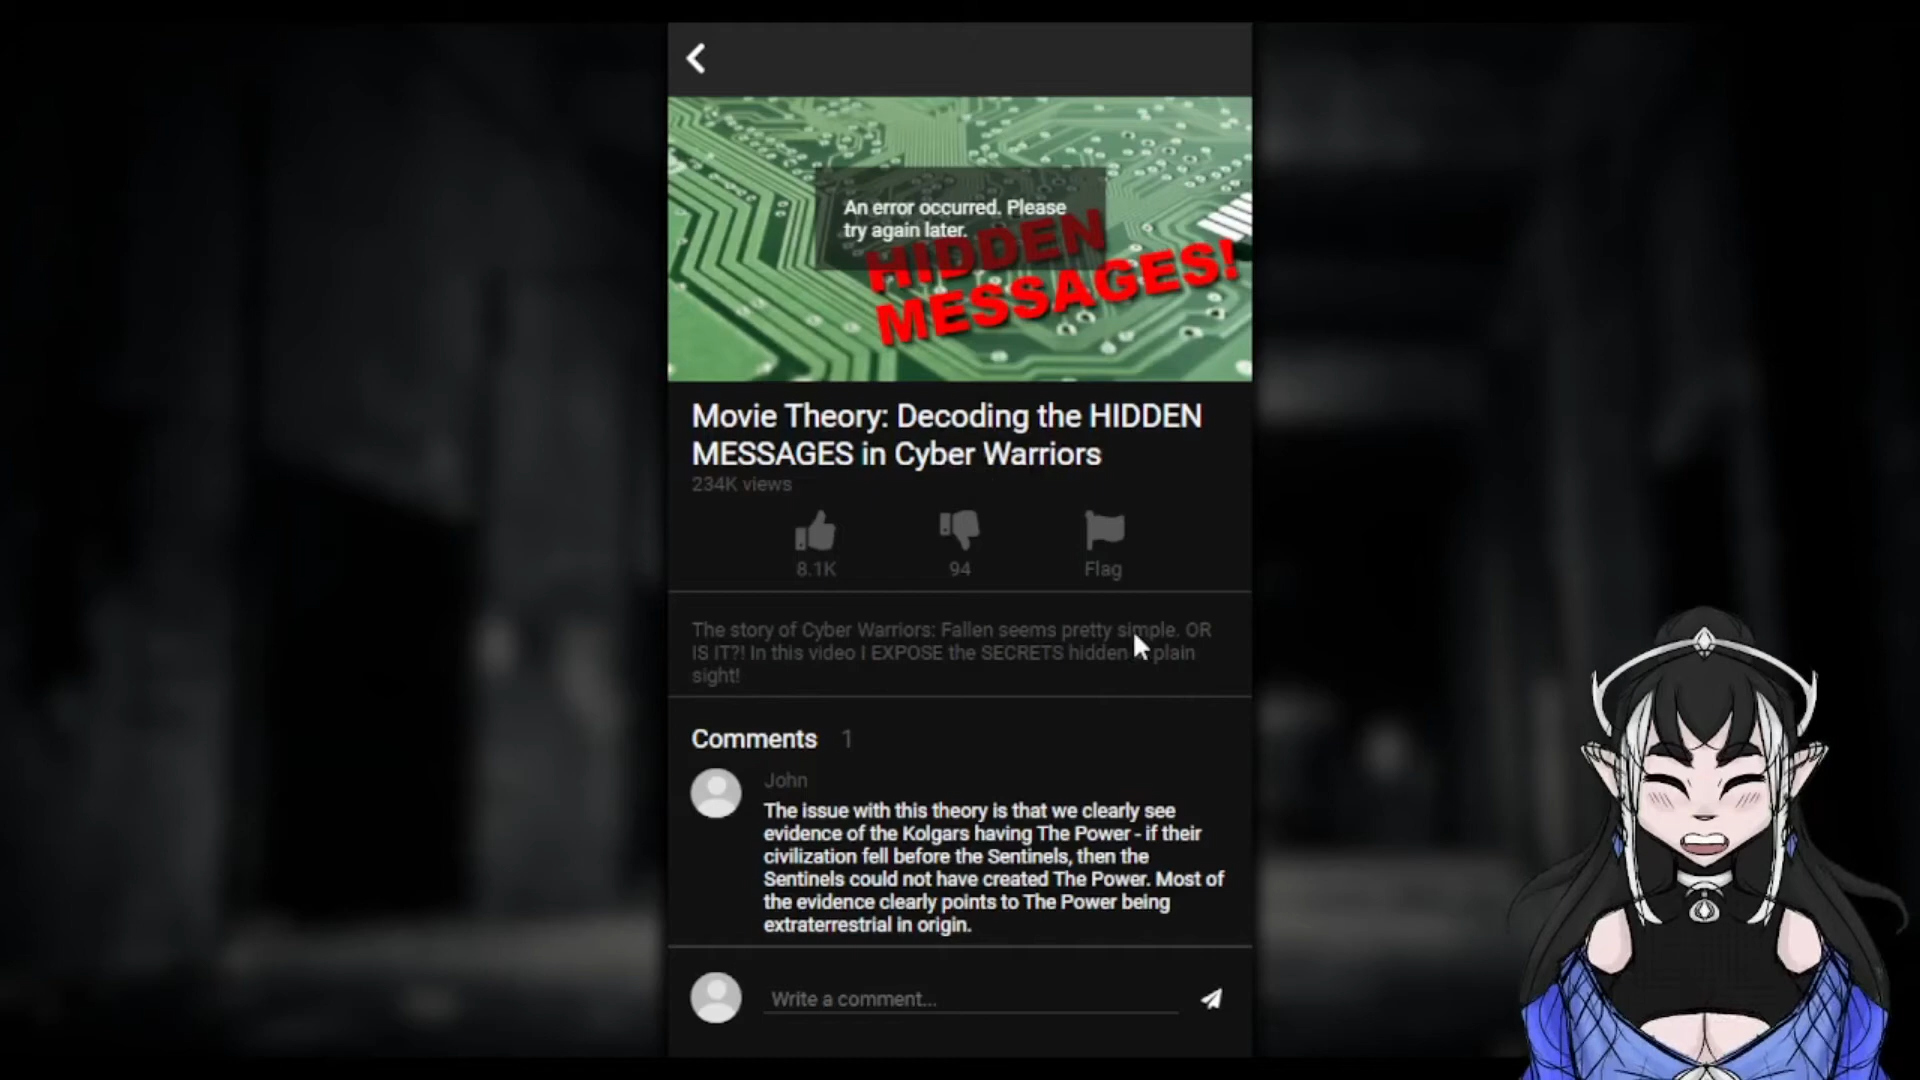 An error occurred. Please
try again later.
HIDDEN
MESSAGES!
Movie Theory: Decoding the HIDDEN
MESSAGES in Cyber Warriors
234K views
8.1K
94
Flag
The story of Cyber Warriors: Fallen seems pretty simple. OR
IS IT?! In this video I EXPOSE the SECRETS hidden plain
sight!
Comments 1
John
The issue with this theory is that we clearly see
evidence of the Kolgars having The Power - if their
civilization fell before the Sentinels, then the
Sentinels could not have created The Power. Most of
the evidence clearly points to The Power being
extraterrestrial in origin.
Write a comment...